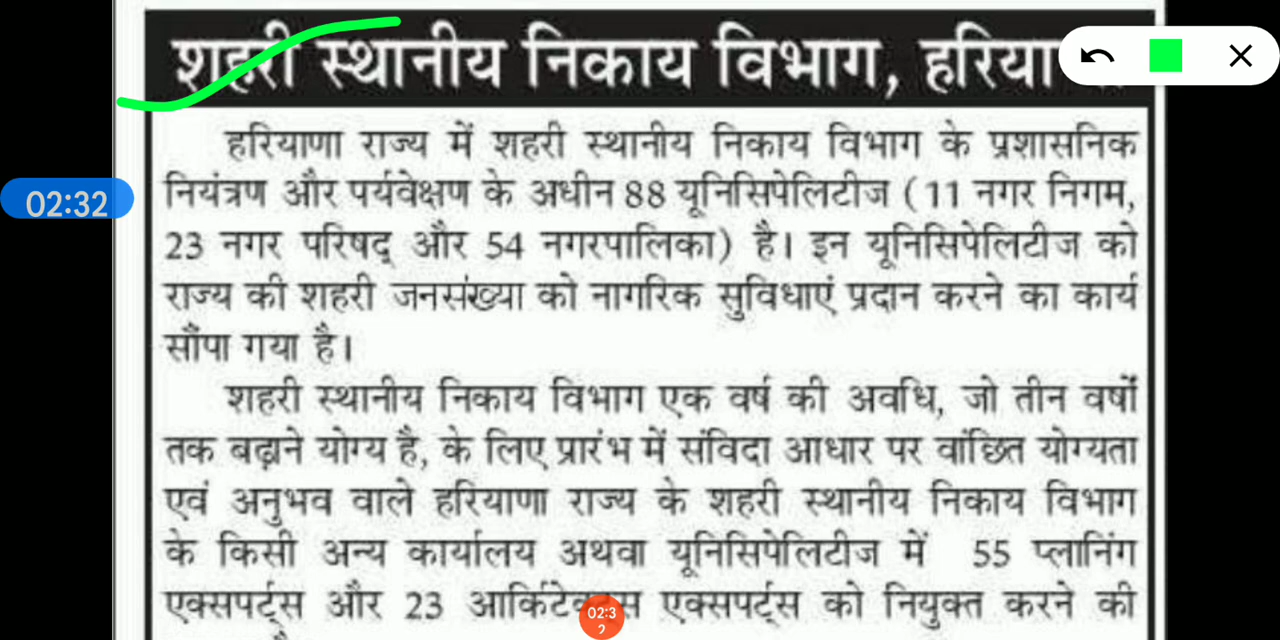 शहरी स्थानीय निकाय विभाग,
हरियाणा राज्य में शहरी स्थानीय निकाय विभाग के प्रशासनिक
नियंत्रण और पर्यवेक्षण के अधीन 88 यूनिसिपेलिटीज ( 11 नगर निगम,
23 नगर परिषद् और 54 नगरपालिका) है। इन यूनिसिपेलिटीज को
राज्य की शहरी जनसंख्या को नागरिक सुविधाएं प्रदान करने का कार्य
सौंपा गया है।
02:32
शहरी स्थानीय निकाय विभाग एक वर्ष की अवधि, जो तीन वर्षों
तक बढ़ाने योग्य है, के लिए प्रारंभ में संविदा आधार पर वांछित योग्यता
एवं अनुभव वाले हरियाणा राज्य के शहरी स्थानीय निकाय विभाग
के किसी अन्य कार्यालय अथवा यूनिसिपेलिटीज में 55 प्लानिंग
एक्सपर्ट्स और 23 एक्सपर्ट्स को नियुक्त करने की
02:3
2